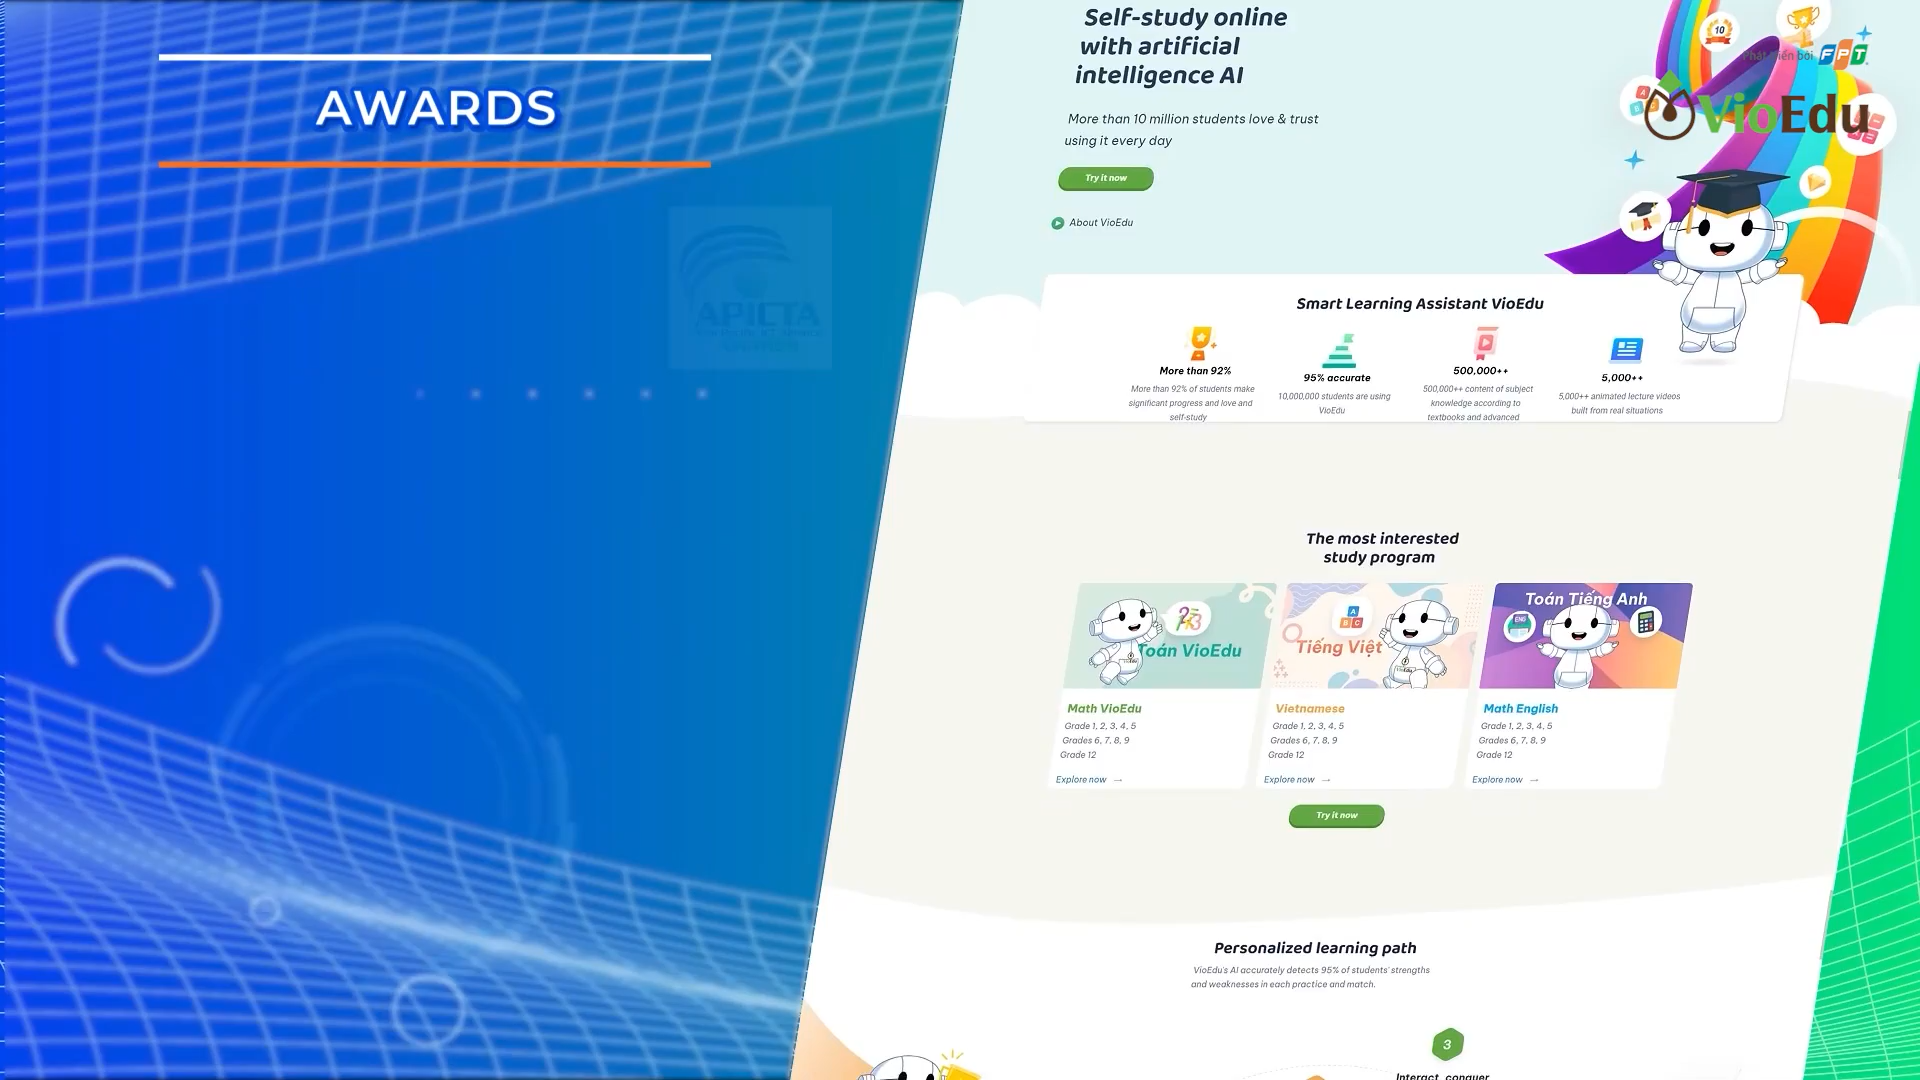 AWARDS
APICTA
Self-study online
with artificial
intelligence AI
More than 10 million students love & trust
using it every day
Try it now
About VioEdu
10
Phát triển bởi FPT
VioEdu
Smart Learning Assistant VioEdu
More than 92%
More than 92% of students make
significant progress and love and
self-study
95% accurate
10,000,000 students are using
VioEdu
500,000++
500,000++ content of subject
knowledge according to
textbooks and advanced
5,000++
5,000++ animated lecture videos
built from real situations
The most interested
study program
Toán VioEdu
Math VioEdu
Grade 1, 2, 3, 4, 5
Grades 6, 7, 8, 9
Grade 12
Explore now →
A
B C
Tiếng Việt
Vietnamese
Grade 1, 2, 3, 4, 5
Grades 6, 7, 8, 9
Grade 12
Explore now →
Toán Tiếng Anh
ENG
Math English
Grade 1, 2, 3, 4, 5
Grades 6, 7, 8, 9
Grade 12
Explore now →
Try it now
Personalized learning path
VioEdu's AI accurately detects 95% of students' strengths
and weaknesses in each practice and match.
3
Interact, conquer